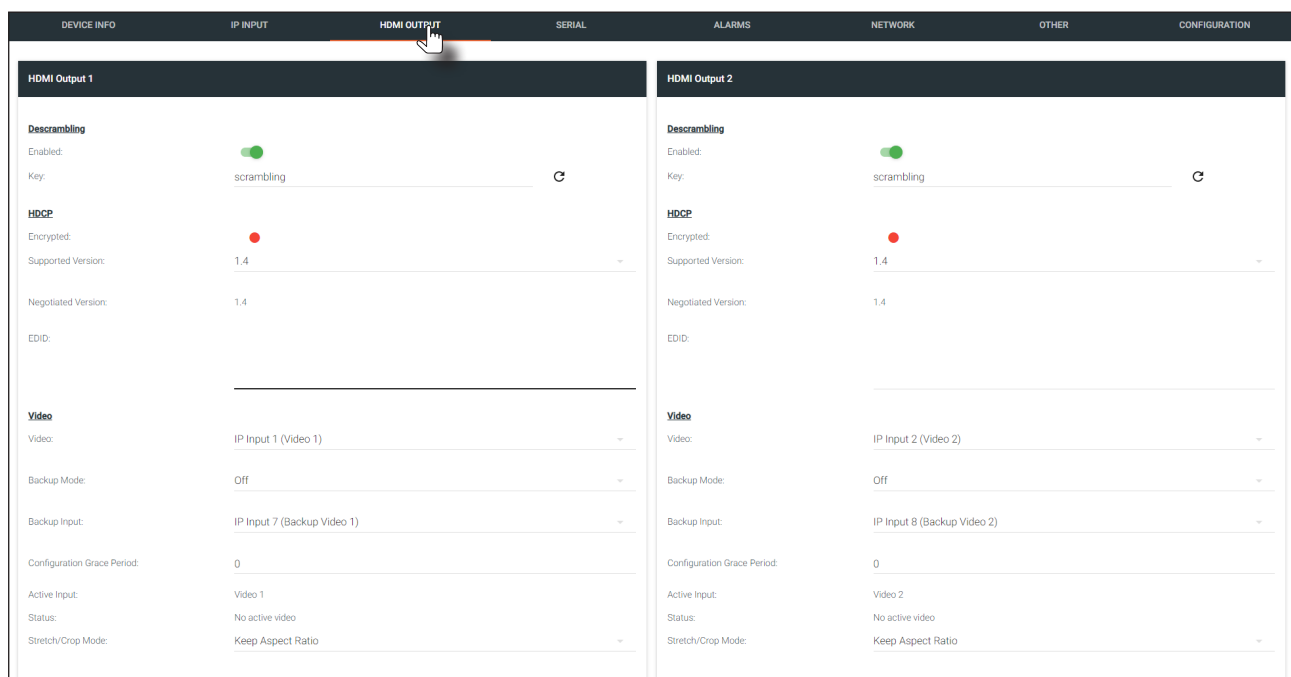 DEVICE INFO IP INPUT HDMI OUTPUT SERIAL ALARMS NETWORK OTHER CONFIGURATION
HDMI Output 1
Descrambling
Enabled:
Key: scrambling
HDCP
Encrypted:
Supported Version: 1.4
Negotiated Version: 1.4
EDID:
Video
Video: IP Input 1 (Video 1)
Backup Mode: Off
Backup Input: IP Input 7 (Backup Video 1)
Configuration Grace Period: 0
Active Input: Video 1
Status: No active video
Stretch/Crop Mode: Keep Aspect Ratio
HDMI Output 2
Descrambling
Enabled:
Key: scrambling
HDCP
Encrypted:
Supported Version: 1.4
Negotiated Version: 1.4
EDID:
Video
Video: IP Input 2 (Video 2)
Backup Mode: Off
Backup Input: IP Input 8 (Backup Video 2)
Configuration Grace Period: 0
Active Input: Video 2
Status: No active video
Stretch/Crop Mode: Keep Aspect Ratio